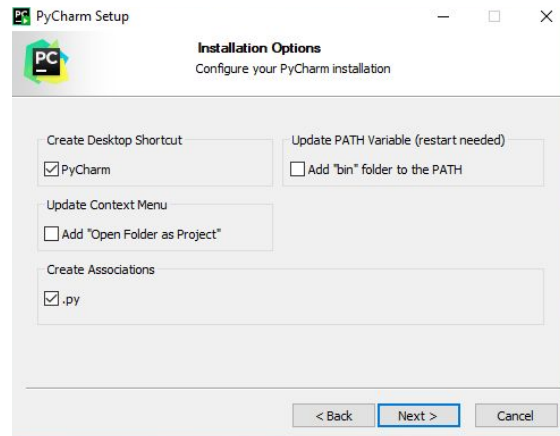 PyCharm Setup
PC
Installation Options
Configure your PyCharm installation
Create Desktop Shortcut
PyCharm
Update PATH Variable (restart needed)
Add "bin" folder to the PATH
Update Context Menu
Add "Open Folder as Project"
Create Associations
.py
< Back
Next >
Cancel